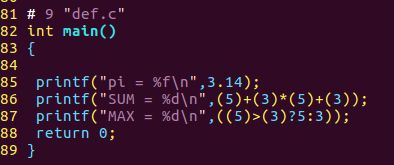 81 # 9 "def.c"
82 int main()
83 {
84
85  printf("pi = %f\n",3.14);
86  printf("SUM = %d\n",(5)+(3)*(5)+(3));
87  printf("MAX = %d\n",((5)>(3)?5:3));
88  return 0;
89 }